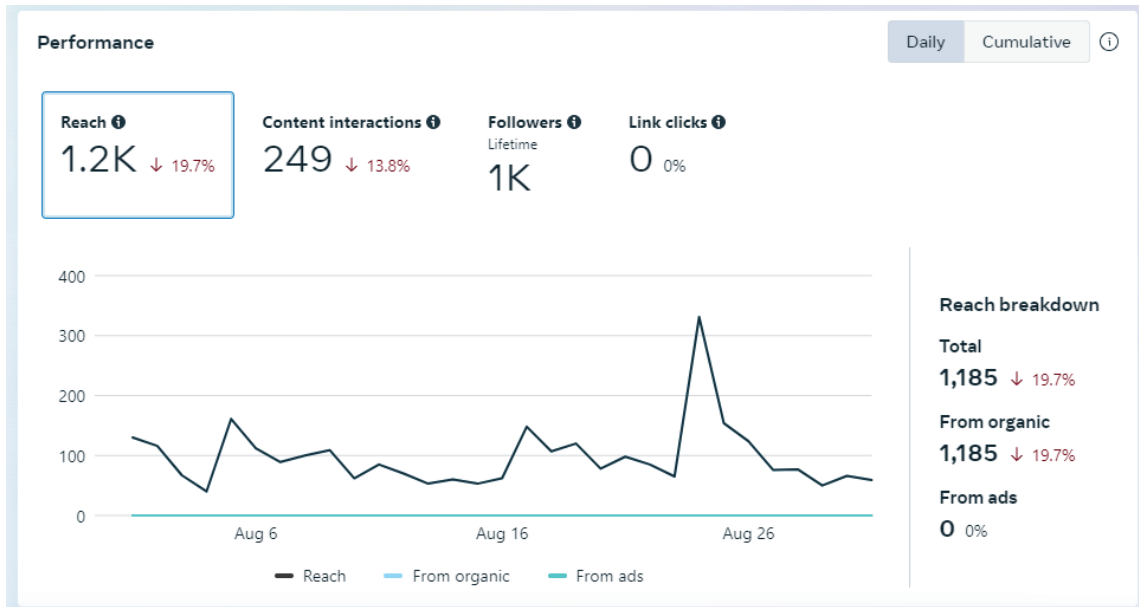 Performance
Daily Cumulative
Reach Content interactions Followers Link clicks
Lifetime
1.2K ↓ 19.7% 249 ↓ 13.8% 1K 0 0%
400
300
200
100
0
Aug 6 Aug 16 Aug 26
Reach From organic From ads
Reach breakdown
Total
1,185 ↓ 19.7%
From organic
1,185 ↓ 19.7%
From ads
0 0%